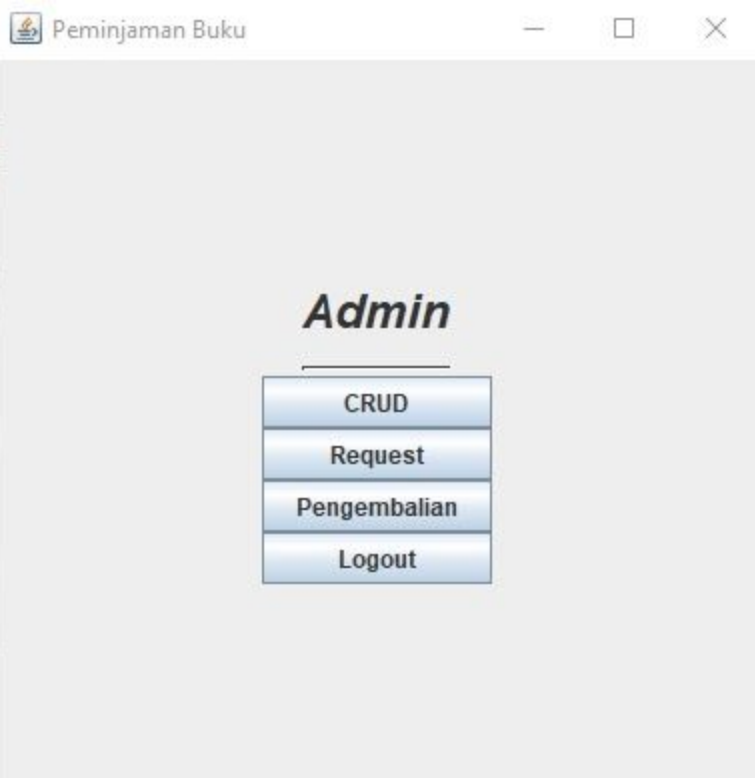 Peminjaman Buku
Admin
CRUD
Request
Pengembalian
Logout